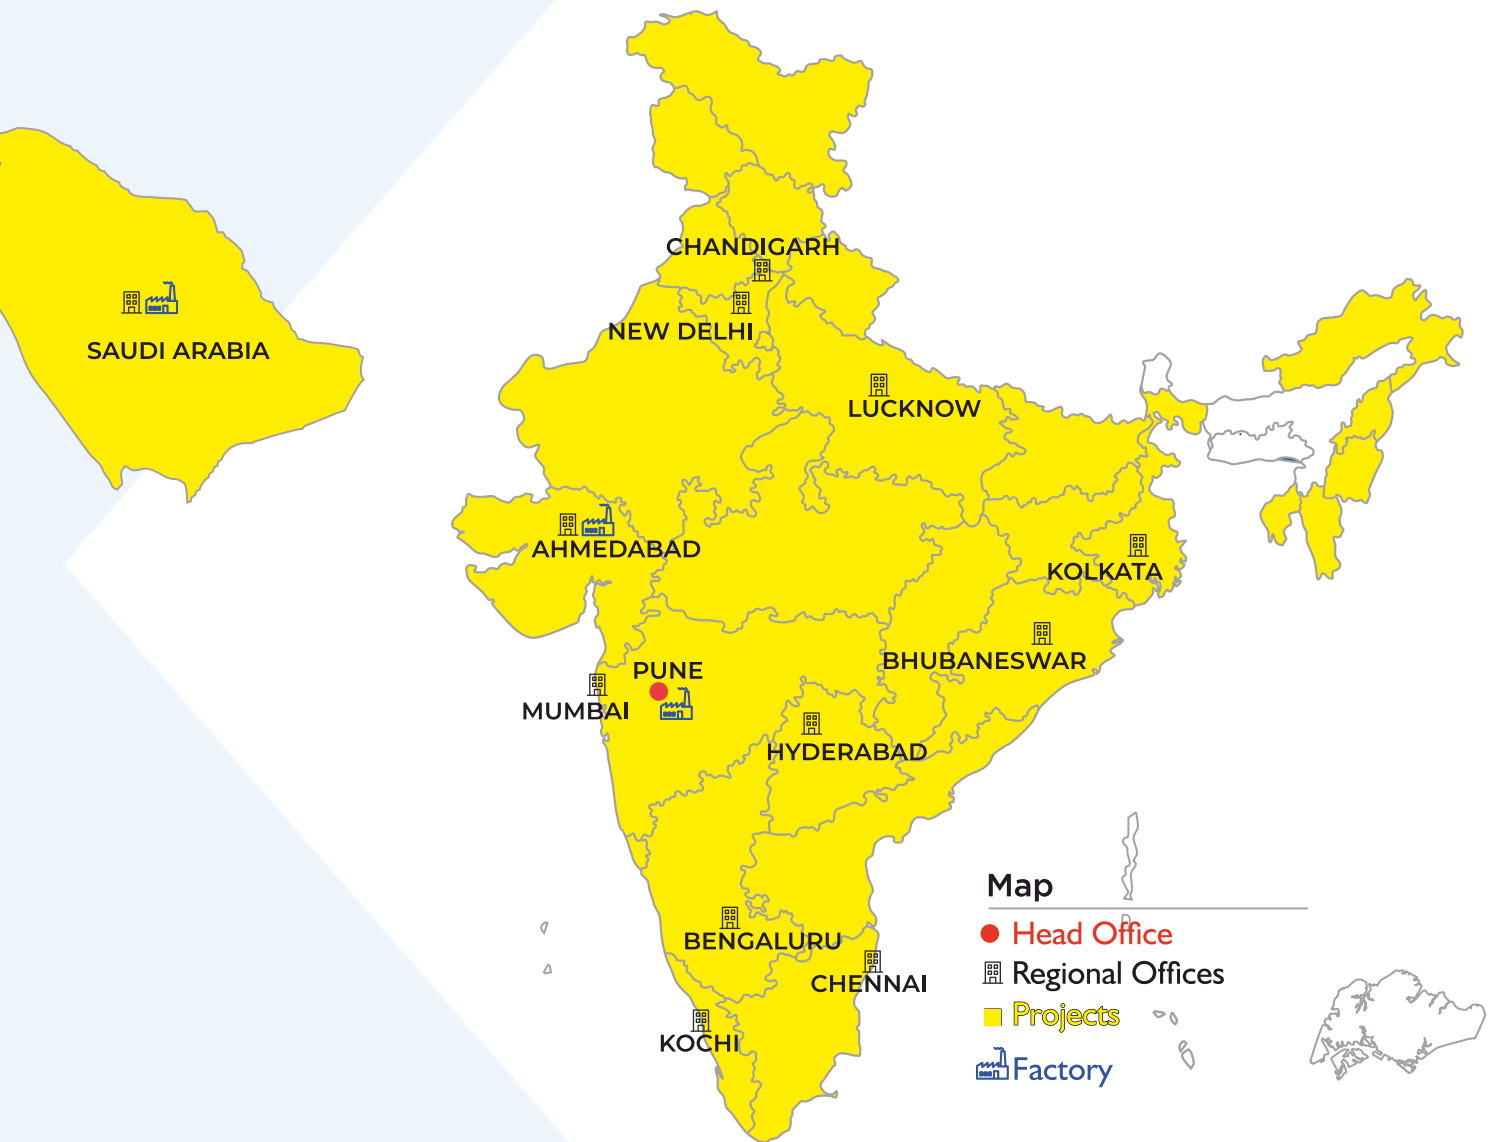 CHANDIGARH
NEW DELHI
SAUDI ARABIA
LUCKNOW
AHMEDABAD
KOLKATA
BHUBANESWAR
PUNE
MUMBAI
HYDERABAD
BENGALURU
CHENNAI
KOCHI
Map
Head Office
Regional Offices
Projects
Factory